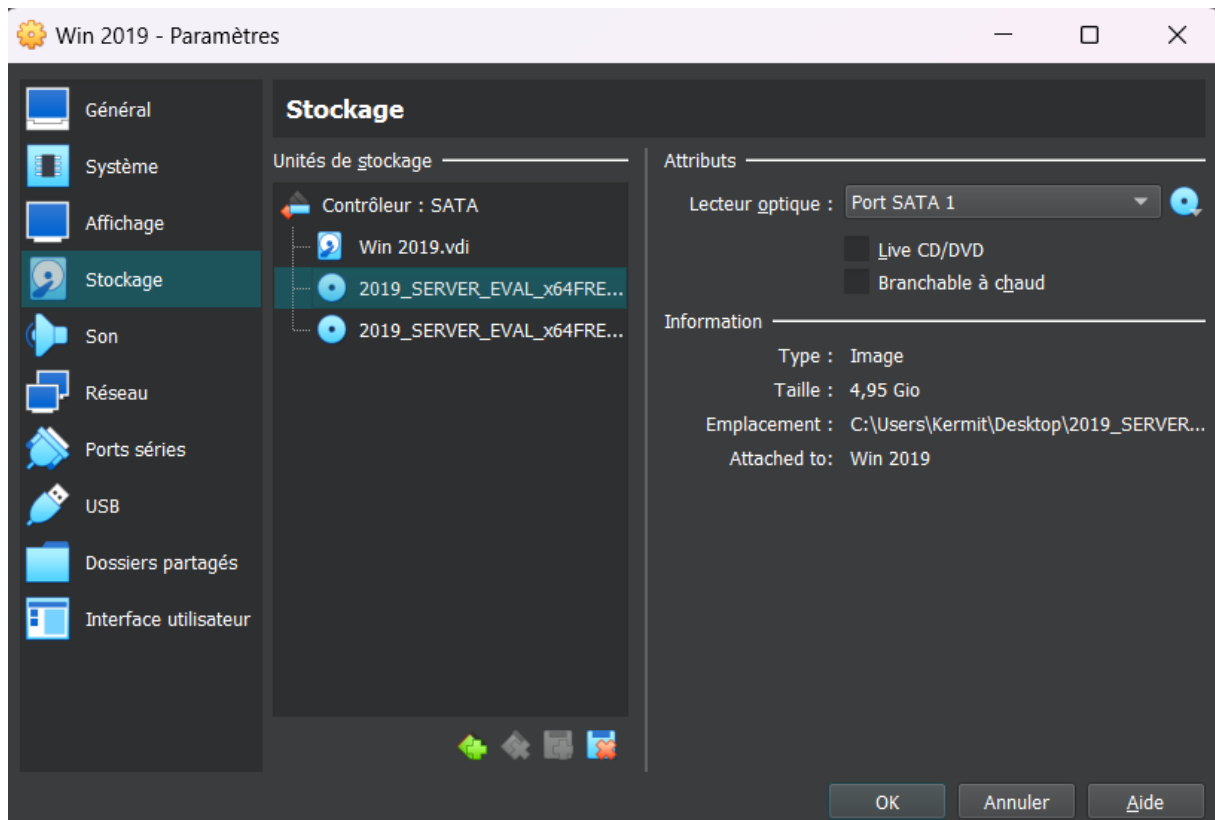 Win 2019 - Paramètres
Général
Système
Affichage
Stockage
Son
Réseau
Ports séries
USB
Dossiers partagés
Interface utilisateur
Stockage
Unités de stockage
Contrôleur : SATA
Win 2019.vdi
2019_SERVER_EVAL_x64FRE...
2019_SERVER_EVAL_x64FRE...
Attributs
Lecteur optique : Port SATA 1
Live CD/DVD
Branchable à chaud
Information
Type : Image
Taille : 4,95 Gio
Emplacement : C:\Users\Kermit\Desktop\2019_SERVER...
Attached to: Win 2019
OK Annuler Aide